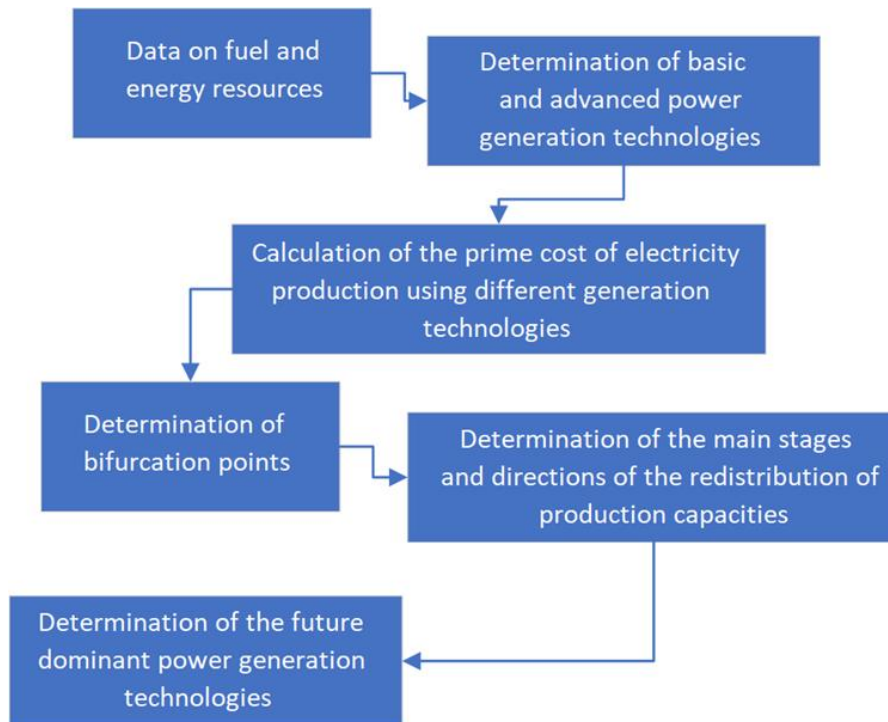 Data on fuel and
energy resources
Determination of basic
and advanced power
generation technologies
Calculation of the prime cost of electricity
production using different generation
technologies
Determination of
bifurcation points
Determination of the main stages
and directions of the redistribution of
production capacities
Determination of the future
dominant power generation
technologies